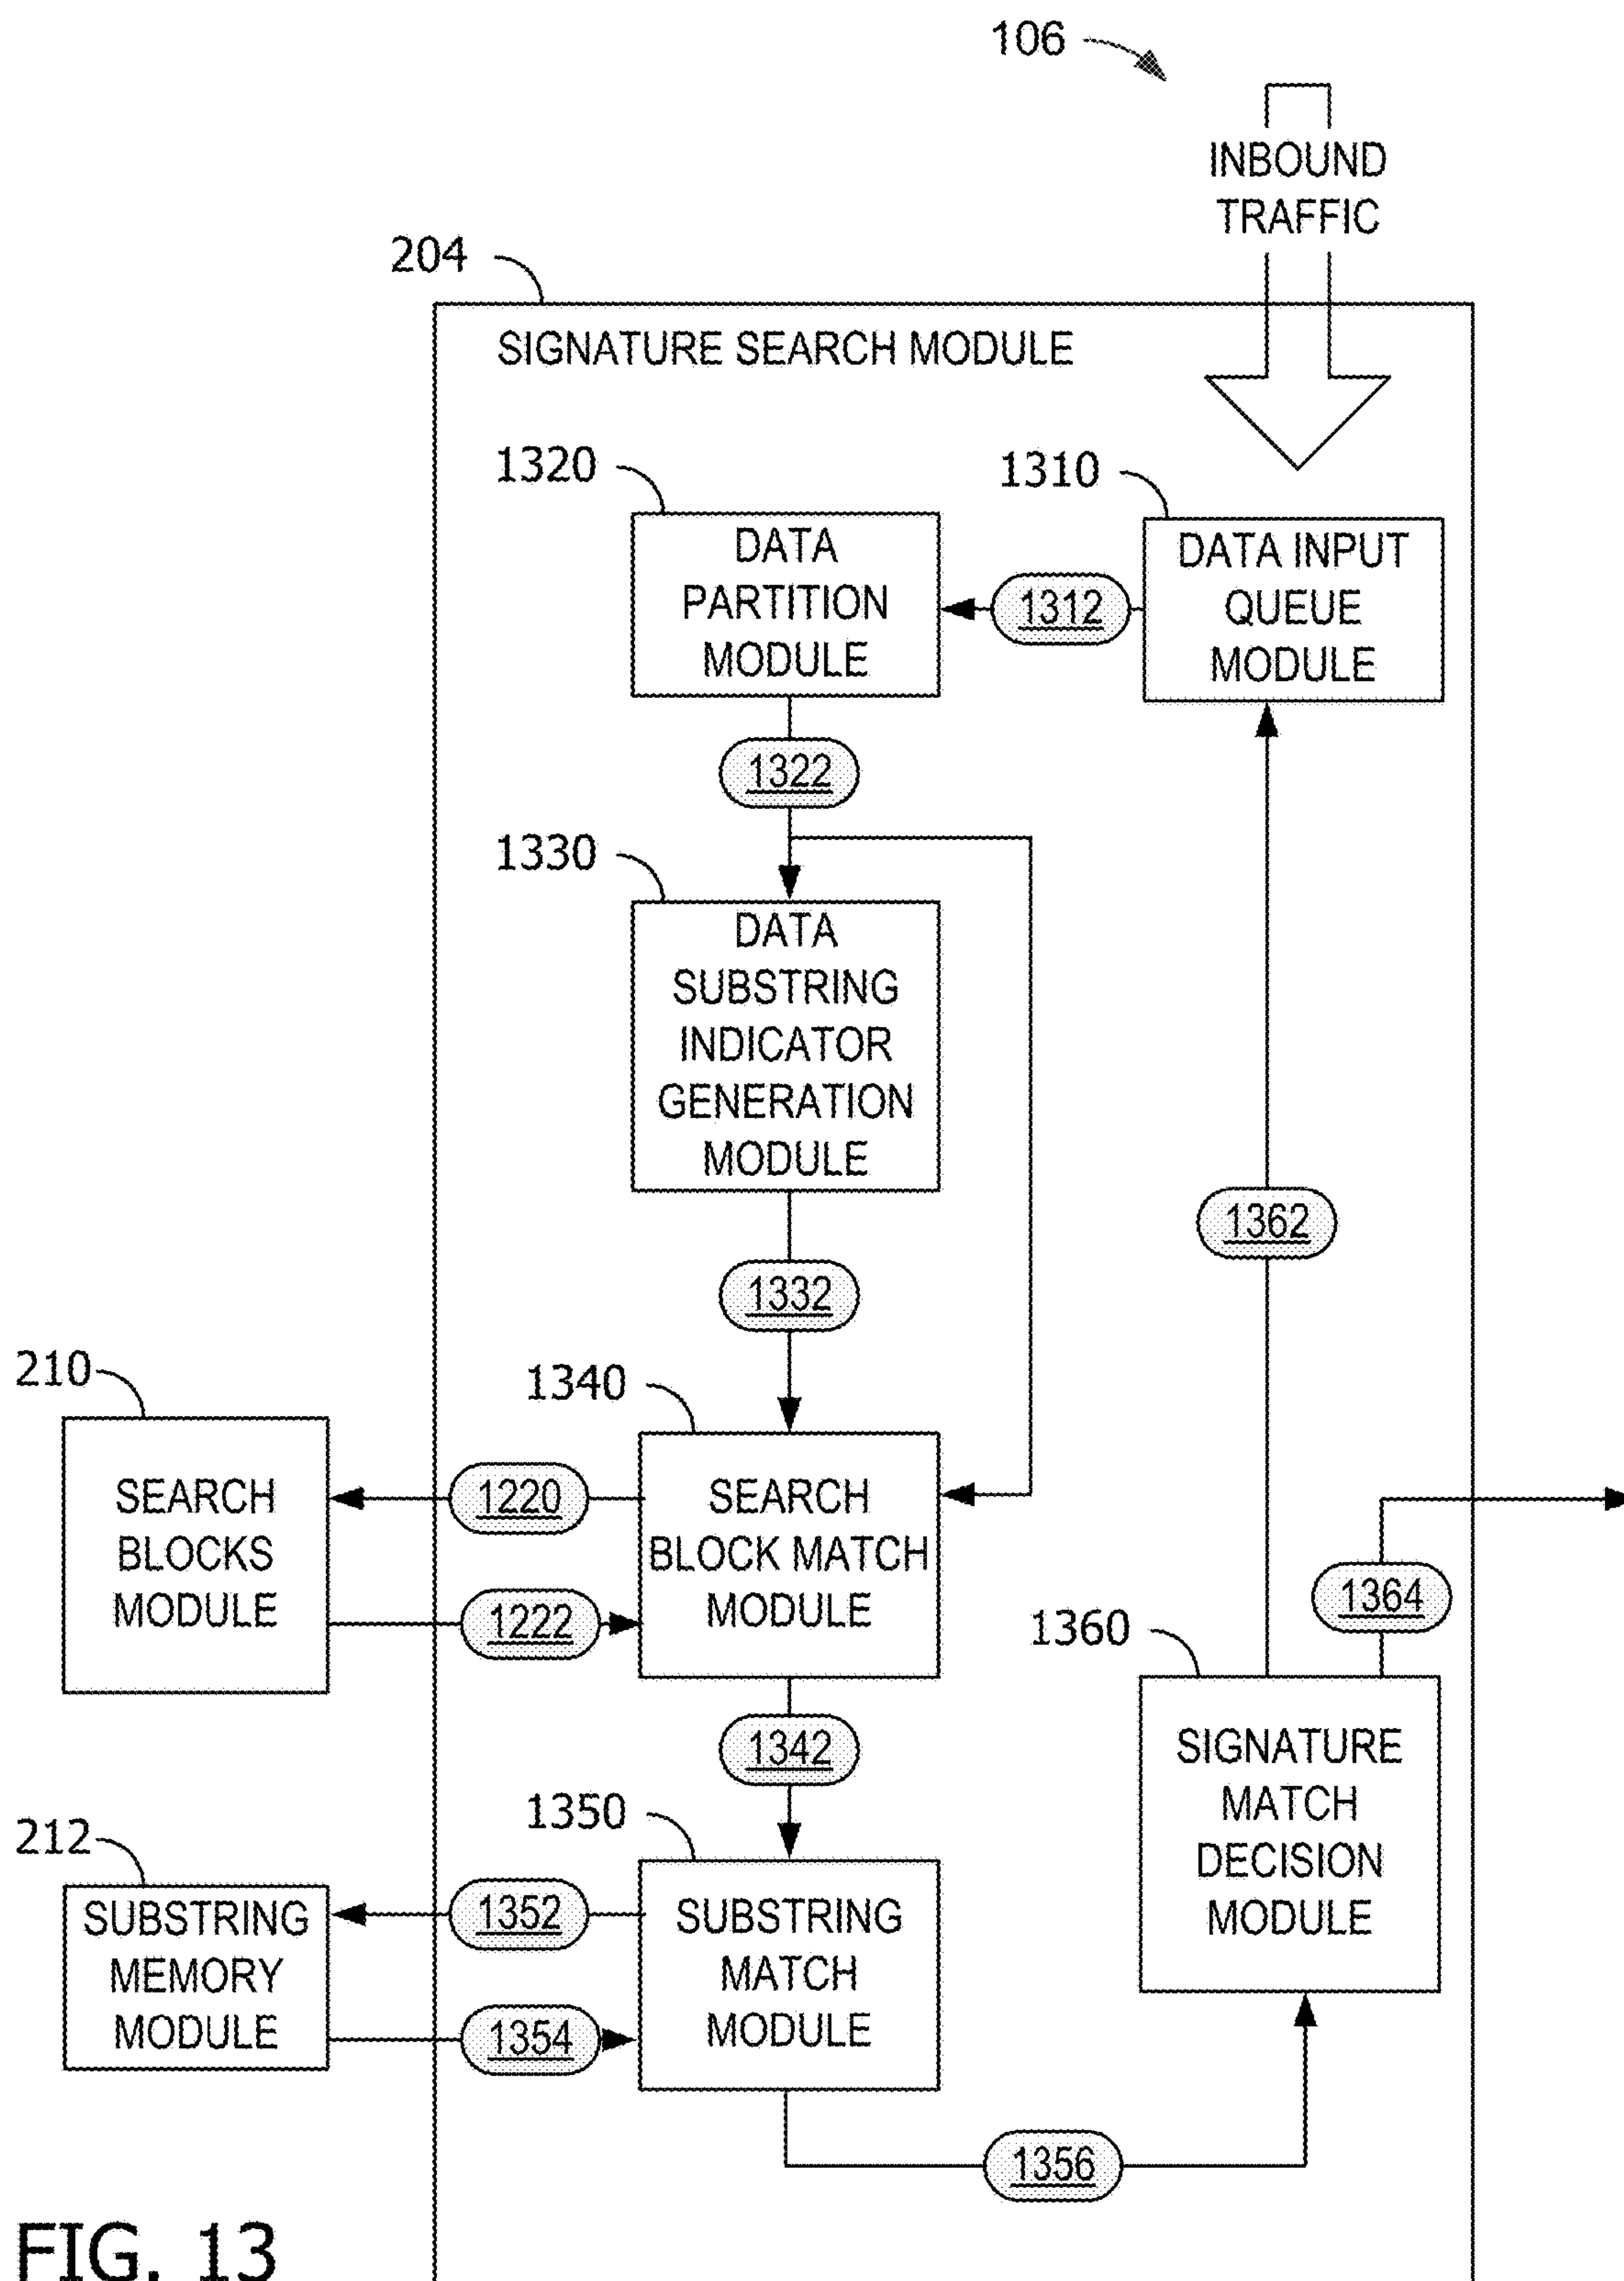 106
INBOUND
TRAFFIC
204
SIGNATURE SEARCH MODULE
1320
1310
DATA
PARTITION
MODULE
1312
DATA INPUT
QUEUE
MODULE
1322
1330
DATA
SUBSTRING
INDICATOR
GENERATION
MODULE
1362
1332
210
1340
SEARCH
BLOCKS
MODULE
1220
1222
SEARCH
BLOCK MATCH
MODULE
1364
1360
1342
212
1350
SIGNATURE
MATCH
DECISION
MODULE
SUBSTRING
MEMORY
MODULE
1352
1354
SUBSTRING
MATCH
MODULE
1356
FIG. 13